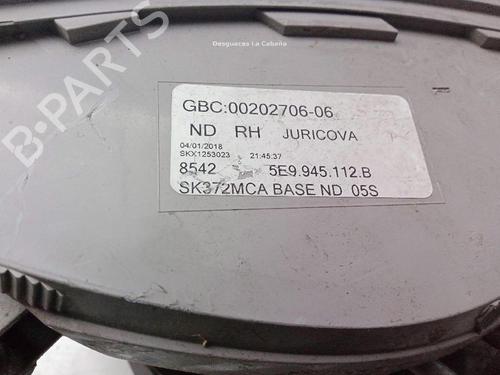 Desguaces La Cabaña
B-PARTS
GBC:00202706-06
ND RH JURICOVA
04/01/2018
SKX1253023 21:45:37
8542 5E9.945.112.B
SK372MCA BASE ND 05S